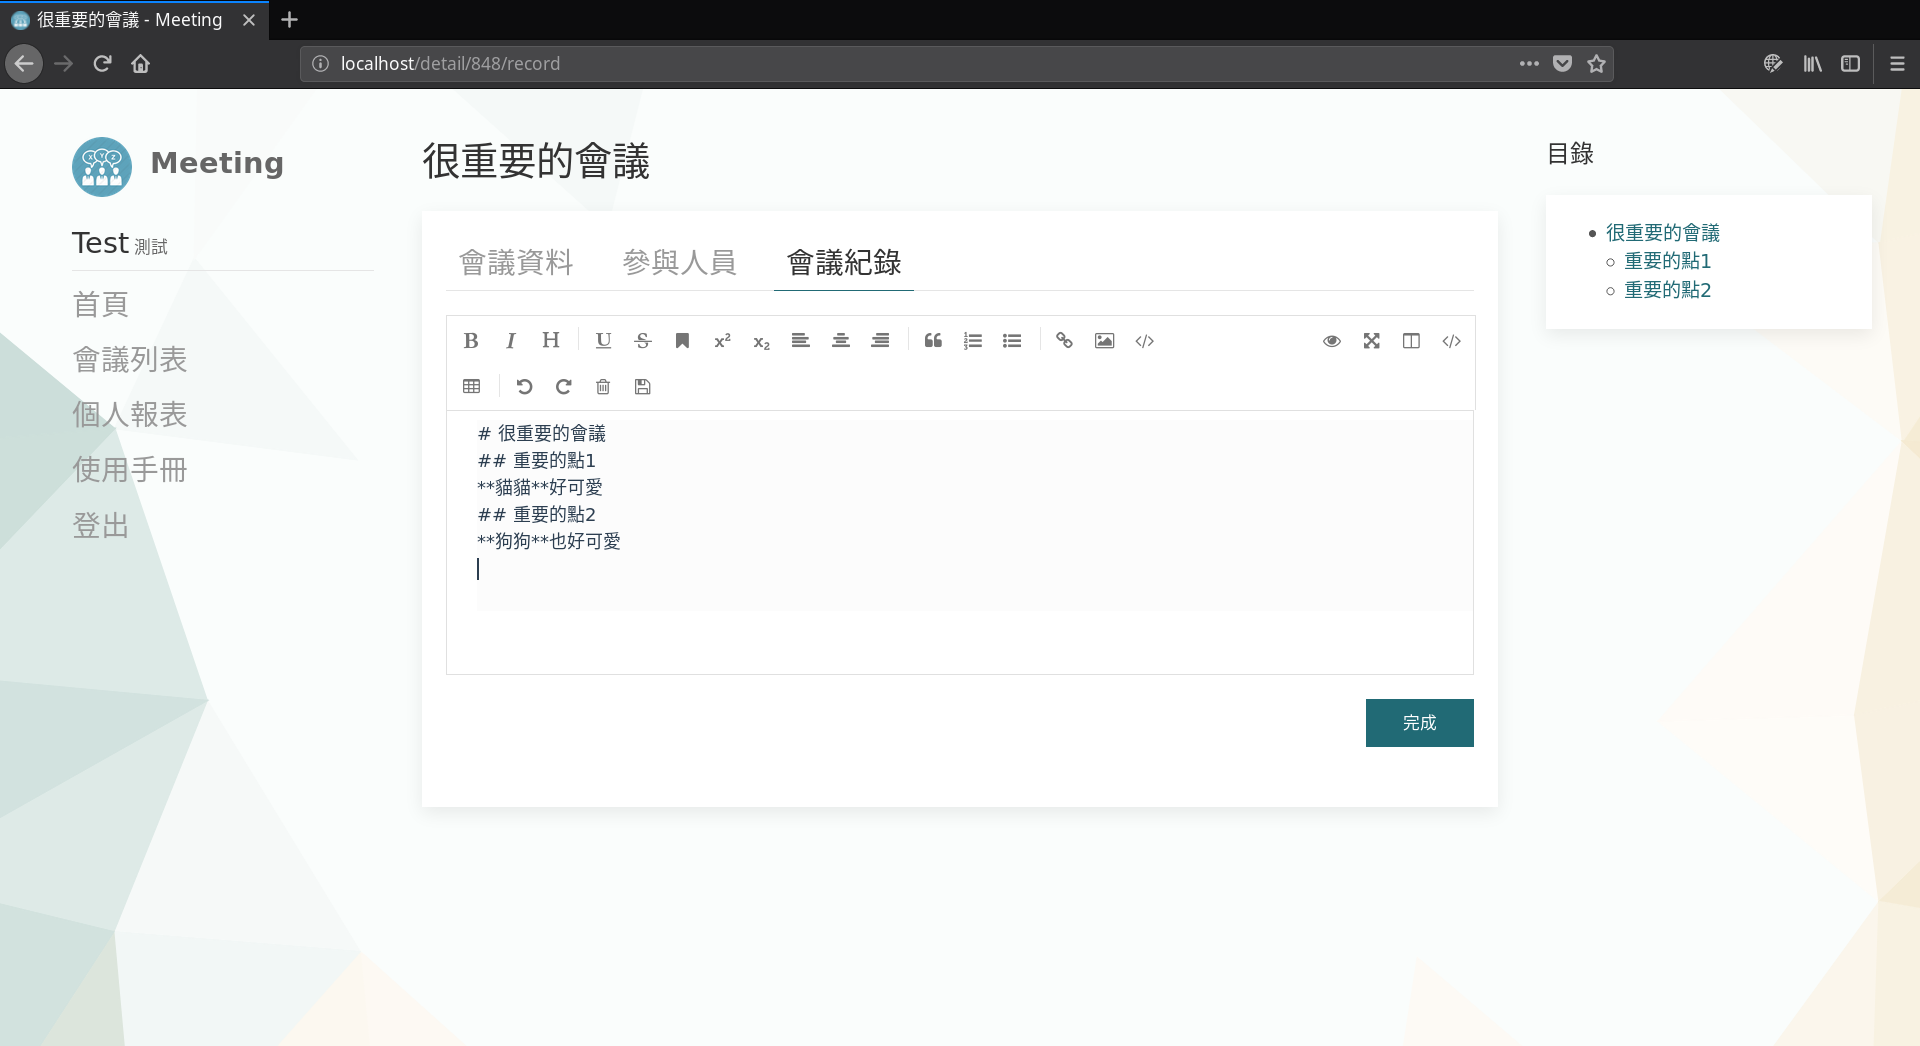 很重要的會議 - Meeting
localhost/detail/848/record
Meeting
Test 測試
首頁
會議列表
個人報表
使用手冊
登出
很重要的會議
會議資料 參與人員 會議紀錄
# 很重要的會議
## 重要的點1
**貓貓**好可愛
## 重要的點2
**狗狗**也好可愛
完成
目錄
很重要的會議
重要的點1
重要的點2